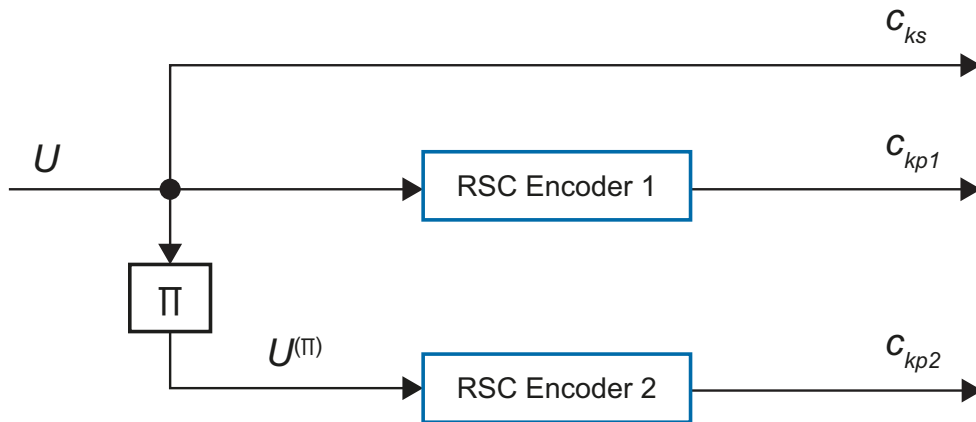 c_ks
U
RSC Encoder 1
c_kp1
Π
U^(Π)
RSC Encoder 2
c_kp2